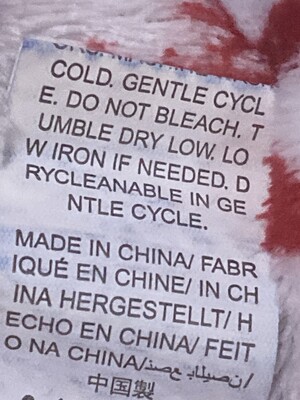 COLD. GENTLE CYCL
E. DO NOT BLEACH. T
UMBLE DRY LOW. LO
W IRON IF NEEDED. D
RYCLEANABLE IN GE
NTLE CYCLE.
MADE IN CHINA/ FABR
IQUÉ EN CHINE/ IN CH
INA HERGESTELLT/ H
ECHO EN CHINA/ FEIT
O NA CHINA/
中国製